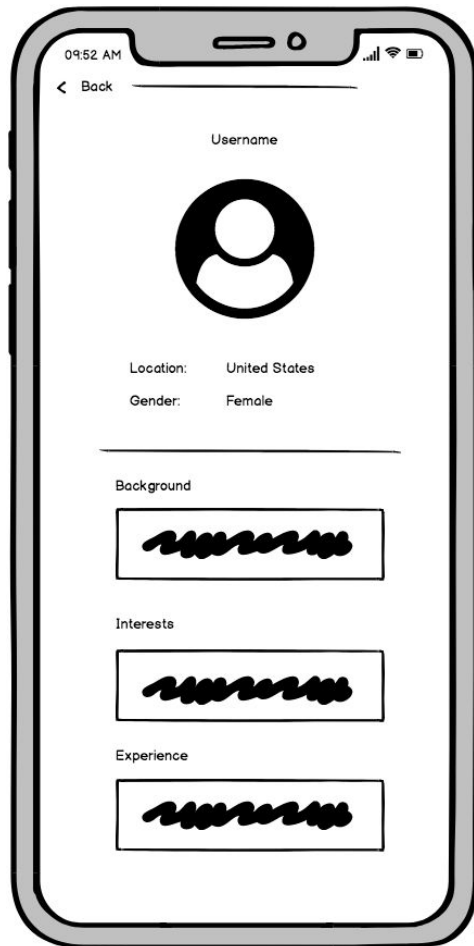 09:52 AM
Back
Username
Location: United States
Gender: Female
Background
Interests
Experience